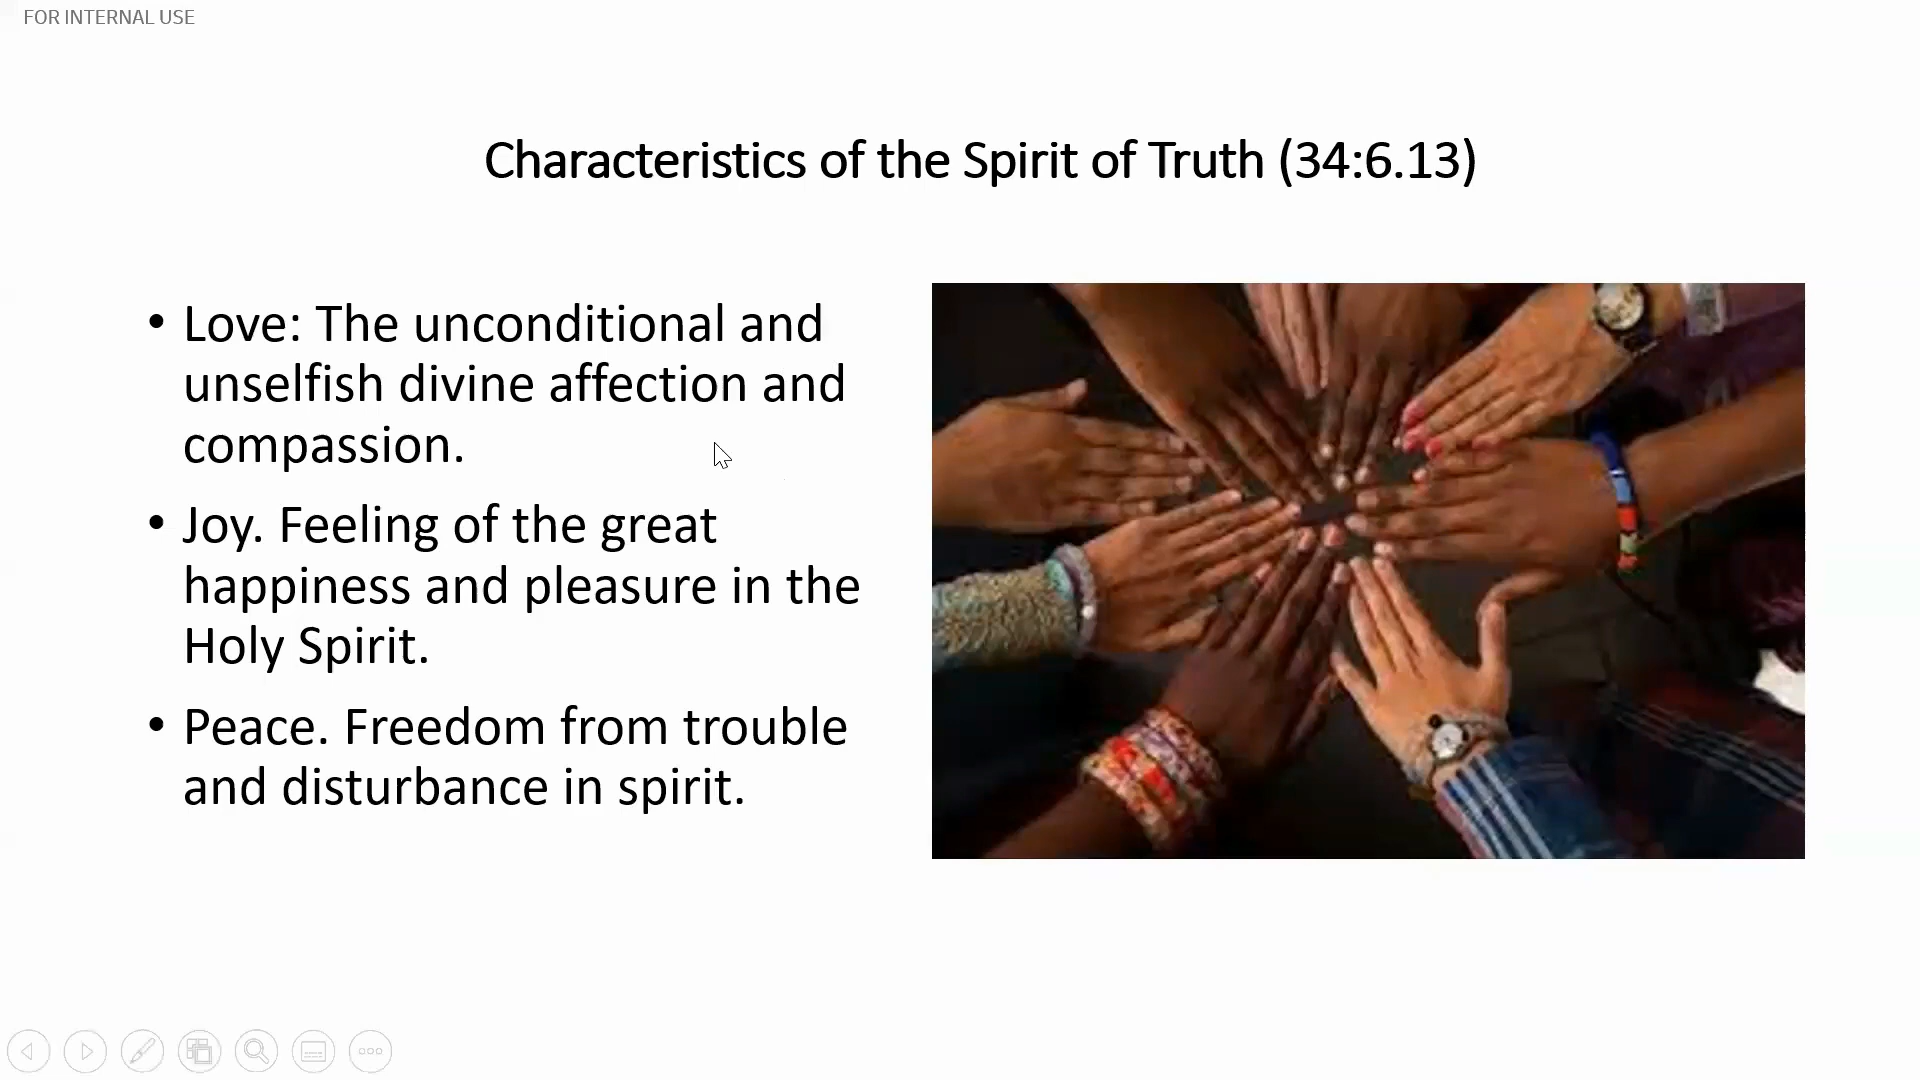 FOR INTERNAL USE
Characteristics of the Spirit of Truth (34:6.13)
• Love: The unconditional and
unselfish divine affection and
compassion.
• Joy. Feeling of the great
happiness and pleasure in the
Holy Spirit.
• Peace. Freedom from trouble
and disturbance in spirit.